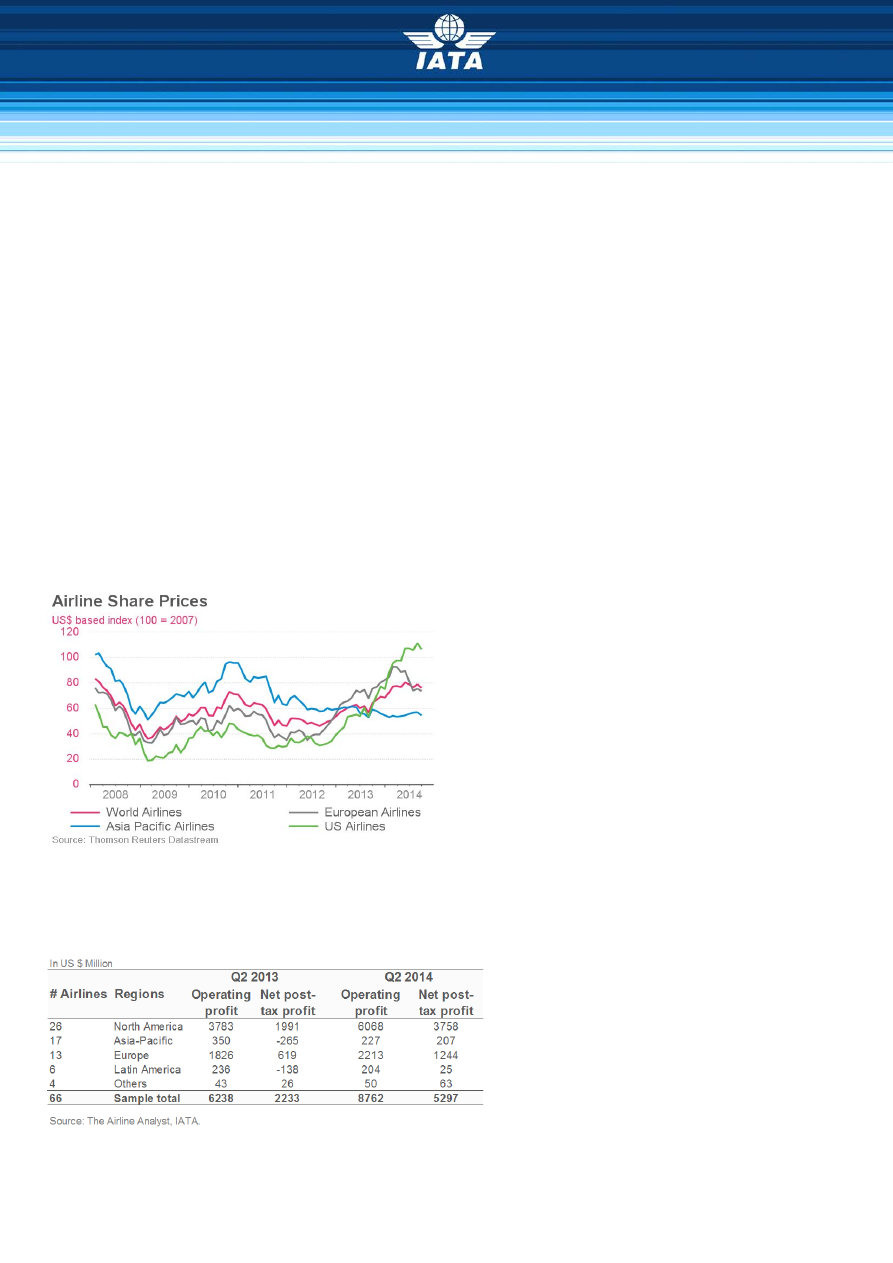 IATA
Airline Share Prices
US$ based index (100 = 2007)
120
100
80
60
40
20
0
2008 2009 2010 2011 2012 2013 2014
World Airlines European Airlines
Asia Pacific Airlines US Airlines
Source: Thomson Reuters Datastream
In US $ Million
Q2 2013 Q2 2014
# Airlines Regions Operating Net post- Operating Net post-
profit tax profit profit tax profit
26 North America 3783 1991 6068 3758
17 Asia-Pacific 350 -265 227 207
13 Europe 1826 619 2213 1244
6 Latin America 236 -138 204 25
4 Others 43 26 50 63
66 Sample total 6238 2233 8762 5297
Source: The Airline Analyst, IATA.